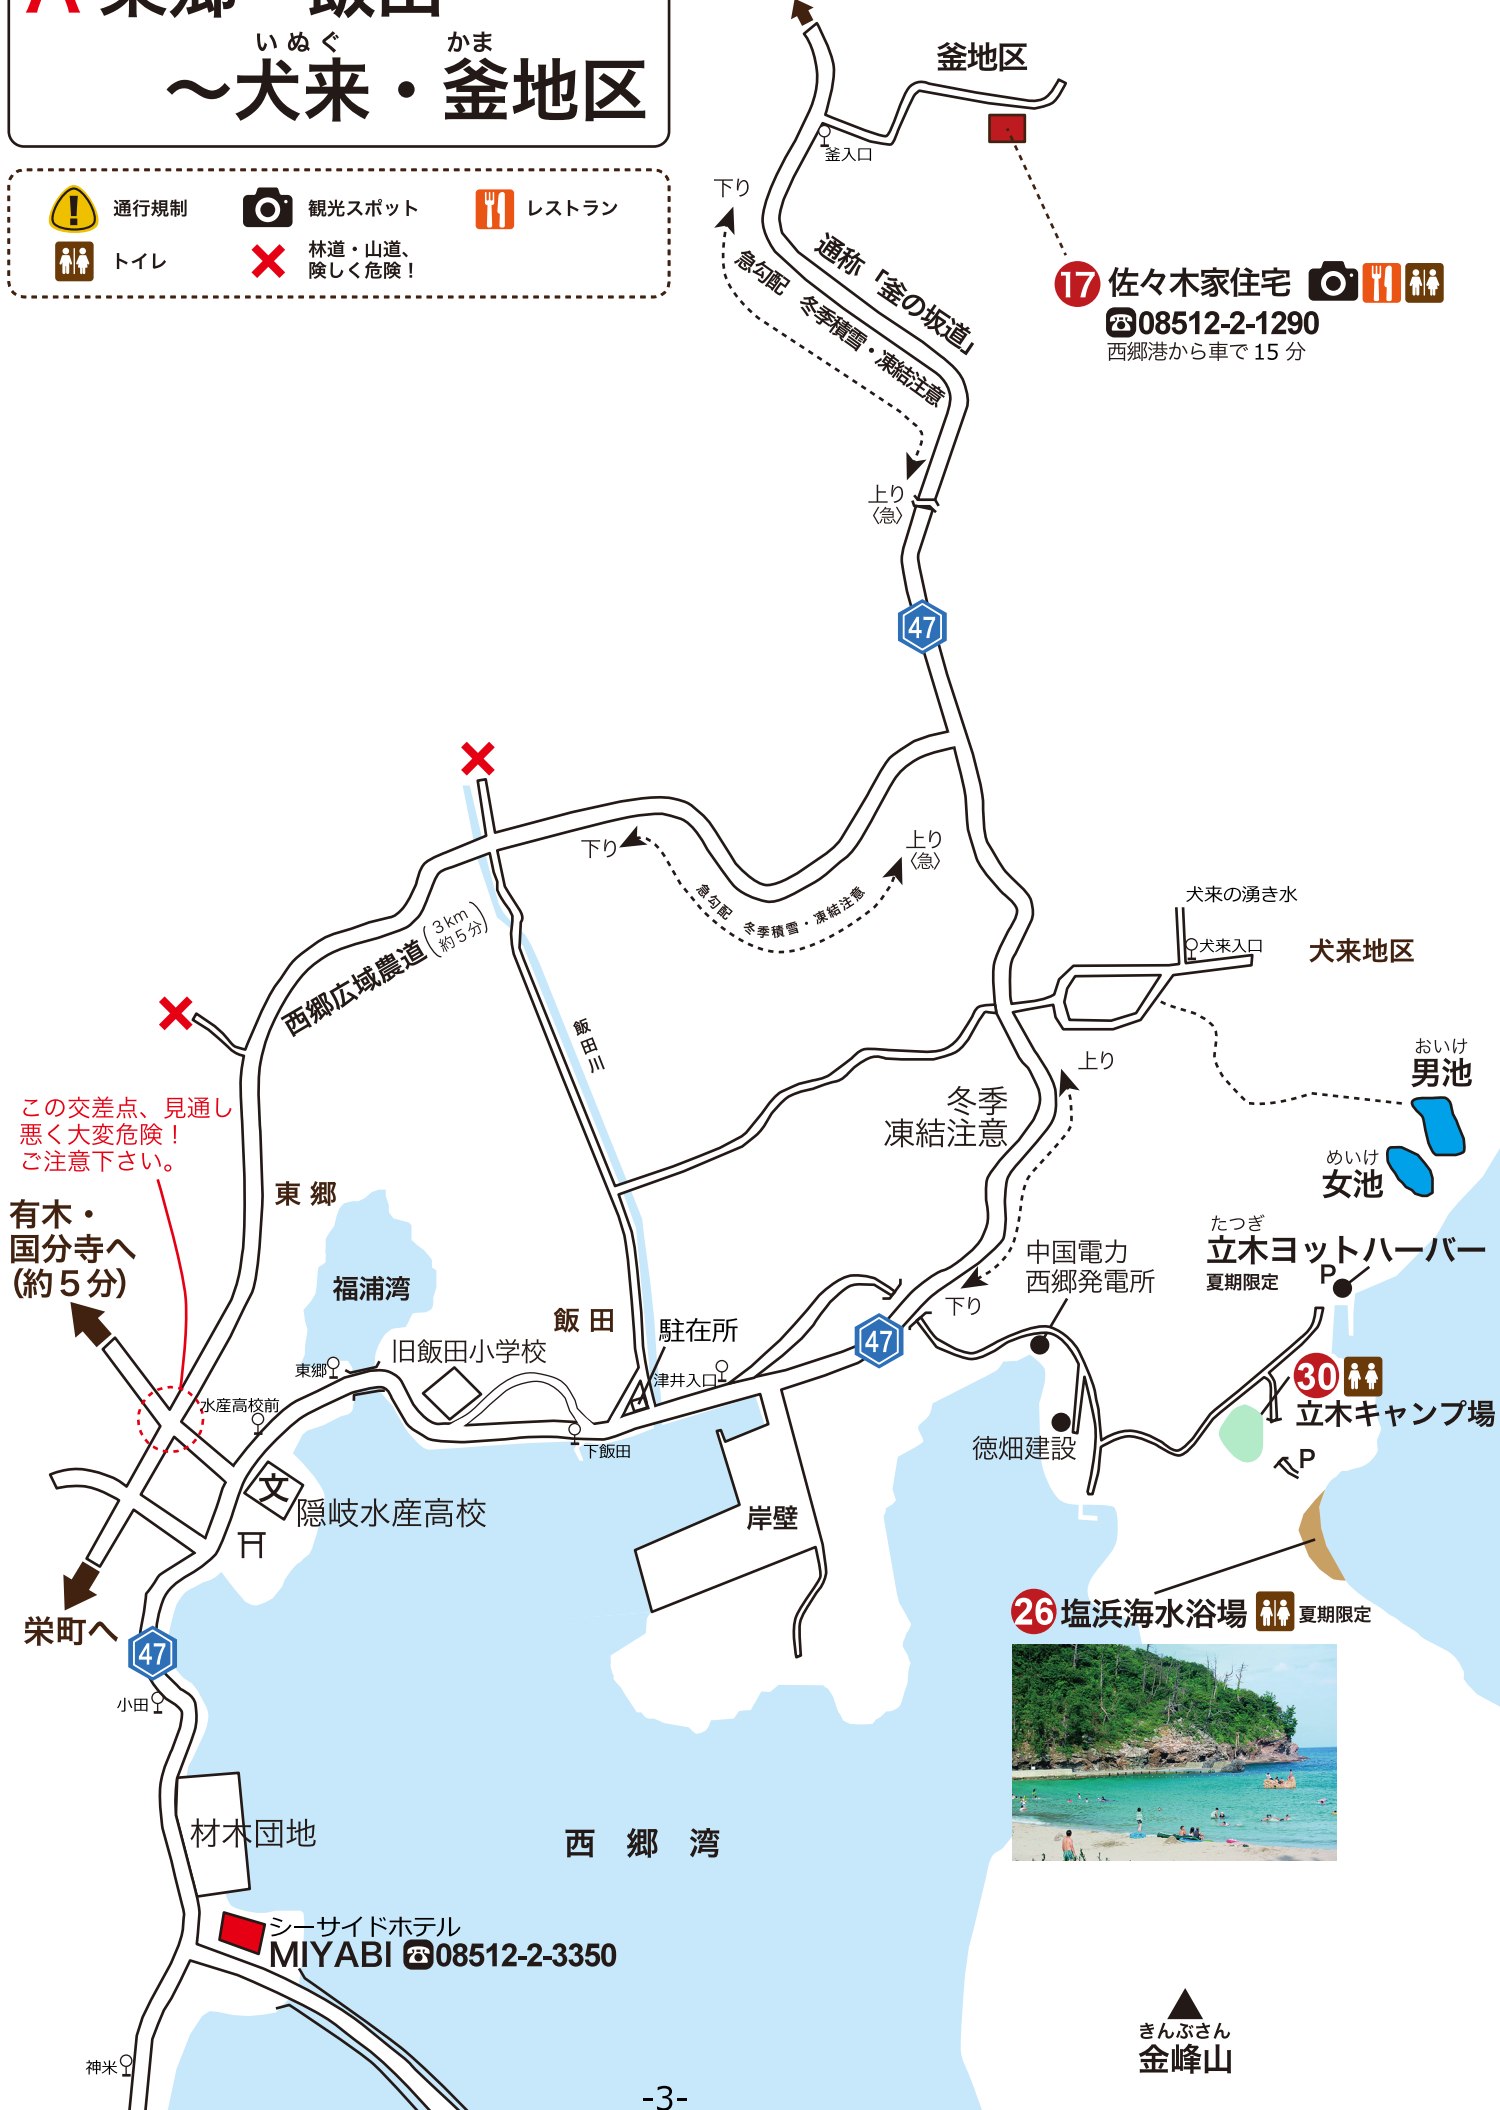 A 東郷・飯田
いぬぐ かま
～犬来・釜地区
通行規制
観光スポット
レストラン
トイレ
林道・山道、
険しく危険！
釜地区
釜入口
下り
通称「釜の坂道」
急勾配 冬季積雪・凍結注意
17 佐々木家住宅
☎08512-2-1290
西郷港から車で 15 分
上り
〈急〉
47
下り
上り
〈急〉
急勾配 冬季積雪・凍結注意
西郷広域農道
(3km
約5分)
犬来の湧き水
犬来入口
犬来地区
飯田川
おいけ
男池
めいけ
女池
上り
冬季
凍結注意
この交差点、見通し
悪く大変危険！
ご注意下さい。
東 郷
有木・
国分寺へ
(約５分)
福浦湾
飯 田
駐在所
旧飯田小学校
東郷
水産高校前
津井入口
下飯田
47
下り
中国電力
西郷発電所
たつぎ
立木ヨットハーバー
夏期限定
P
30
立木キャンプ場
P
徳畑建設
文
隠岐水産高校
岸壁
栄町へ
47
小田
26 塩浜海水浴場
夏期限定
材木団地
西 郷 湾
シーサイドホテル
MIYABI ☎08512-2-3350
きんぶさん
金峰山
神米
-3-